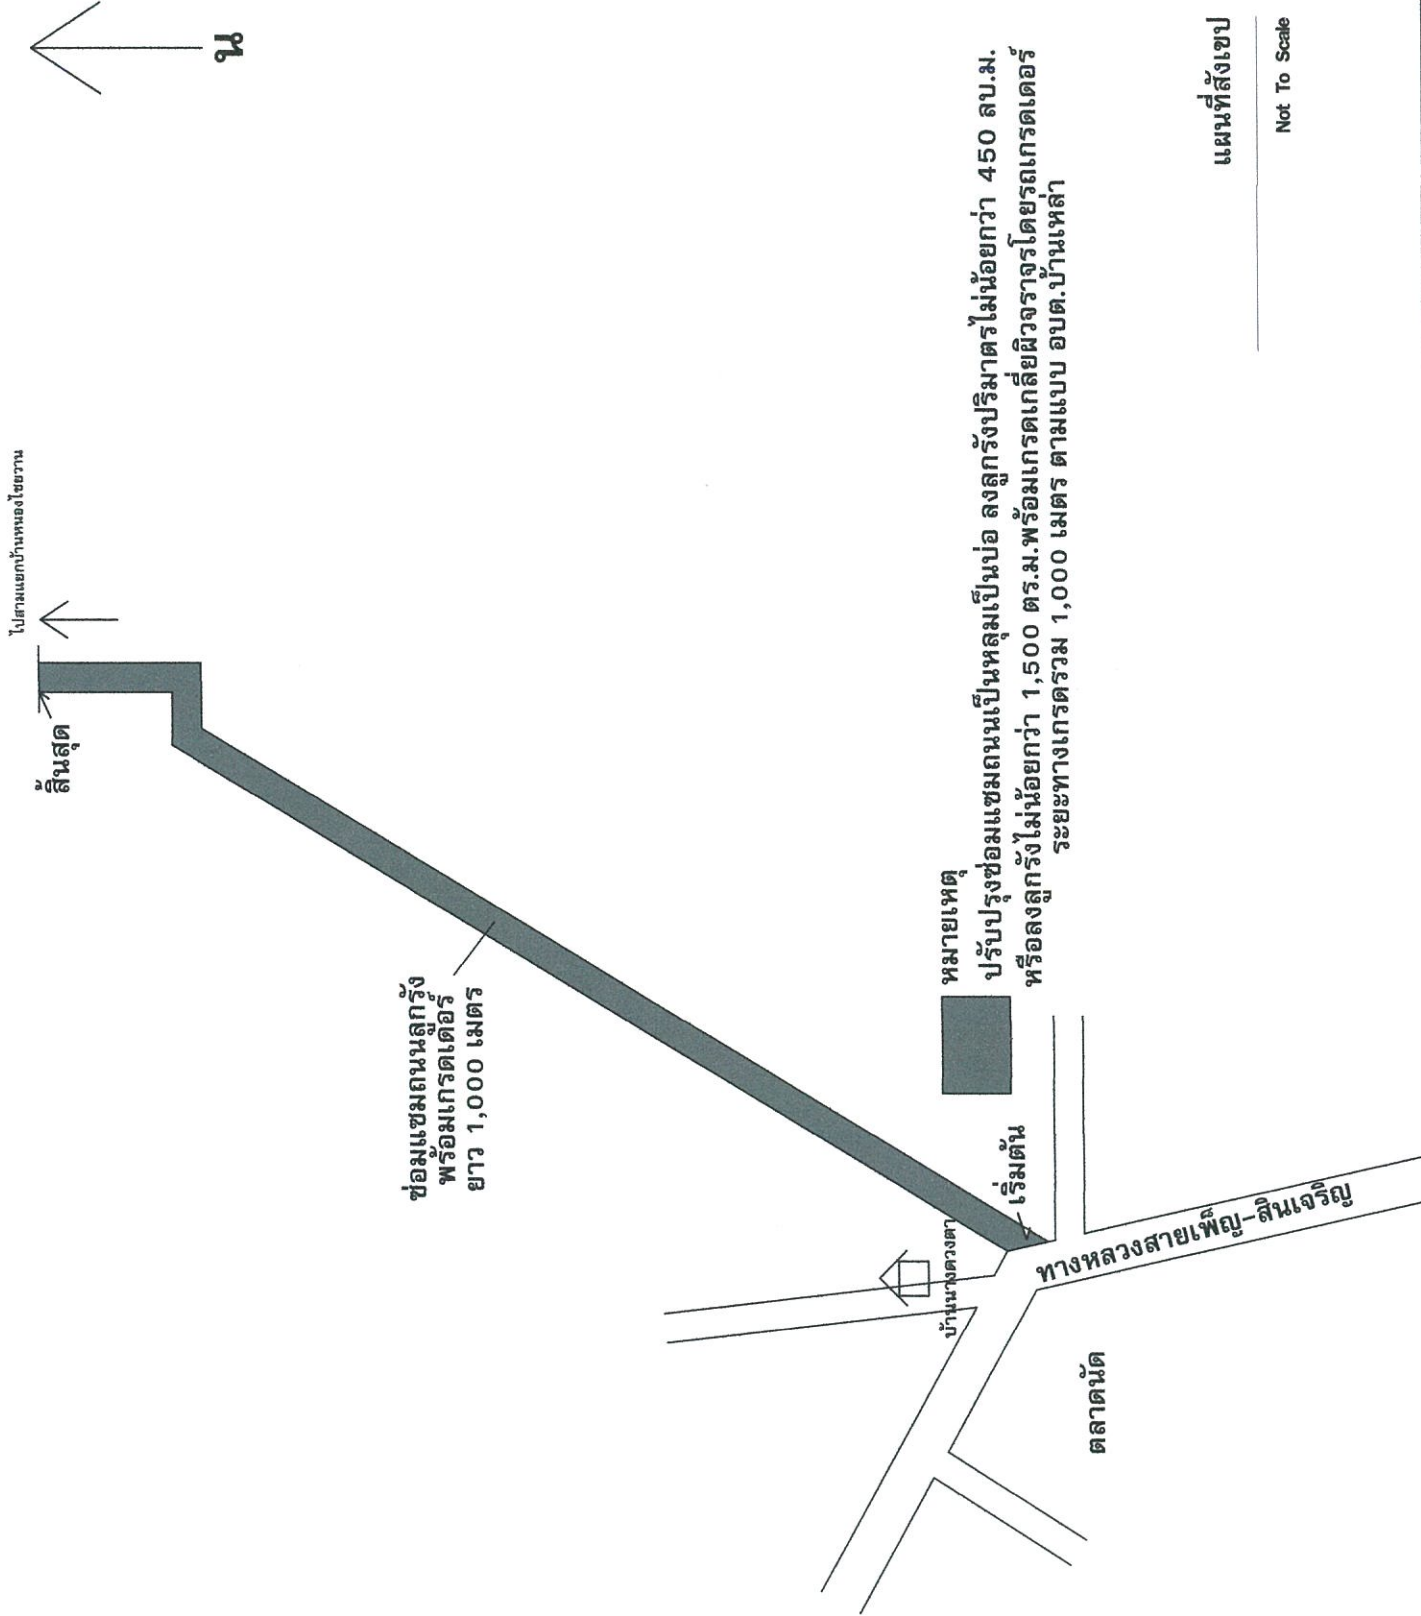 น
ไปสามแยกบ้านหนองไชยวาน
สิ้นสุด
ซ่อมแซมถนนลูกรัง
พร้อมเกรดเดอร์
ยาว 1,000 เมตร
หมายเหตุ
ปรับปรุงซ่อมแซมถนนเป็นหลุมเป็นบ่อ ลงลูกรังปริมาตรไม่น้อยกว่า 450 ลบ.ม.
หรือลงลูกรังไม่น้อยกว่า 1,500 ตร.ม.พร้อมเกรดเกลี่ยผิวจราจรโดยรถเกรดเดอร์
ระยะทางเกรดรวม 1,000 เมตร ตามแบบ อบต.บ้านเหล่า
เริ่มต้น
บ้านนางดวงตา
ทางหลวงสายเพ็ญ-สินเจริญ
ตลาดนัด
แผนที่สังเขป
Not To Scale